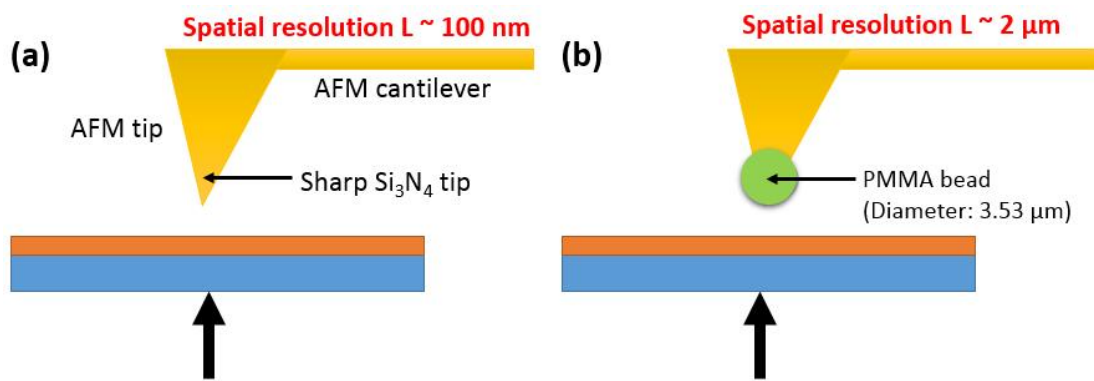 Spatial resolution L ~ 100 nm
(a)
AFM cantilever
AFM tip
Sharp Si₃N₄ tip
Spatial resolution L ~ 2 μm
(b)
PMMA bead
(Diameter: 3.53 μm)